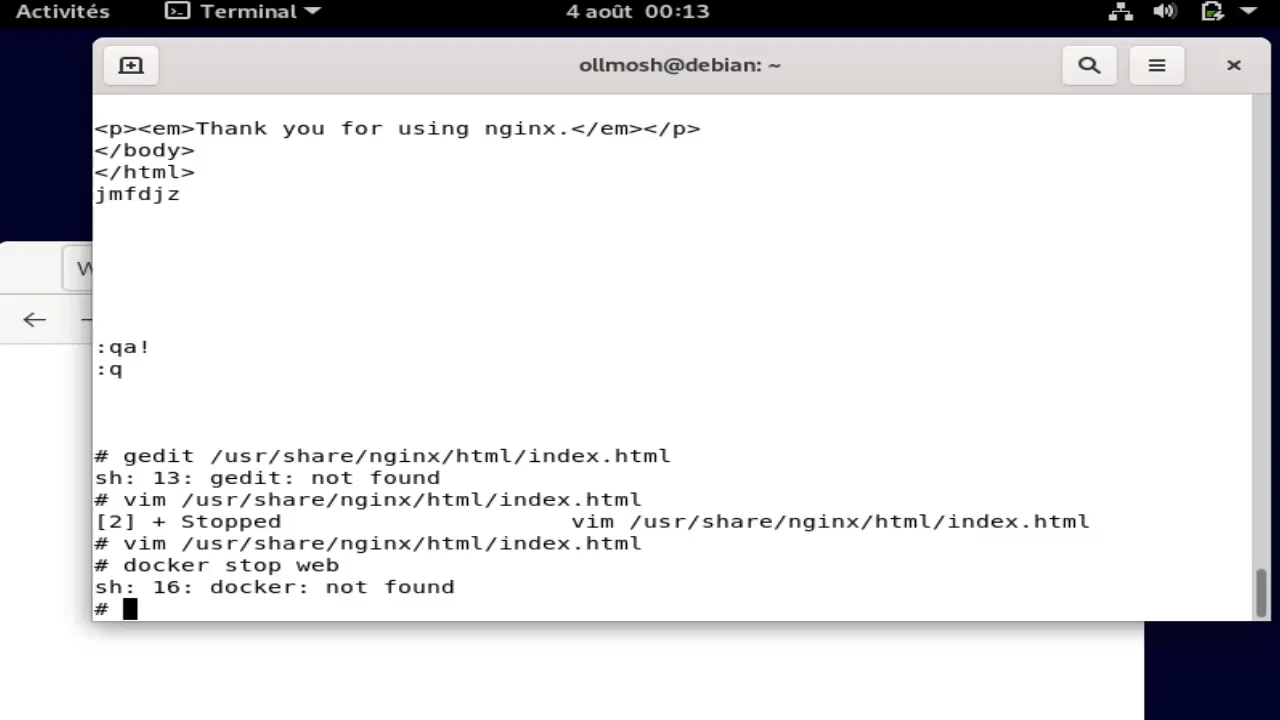 Activités Terminal 4 août 00:13
ollmosh@debian: ~
<p><em>Thank you for using nginx.</em></p>
</body>
</html>
jmfdjz
W
:qa!
:q
# gedit /usr/share/nginx/html/index.html
sh: 13: gedit: not found
# vim /usr/share/nginx/html/index.html
[2] + Stopped                    vim /usr/share/nginx/html/index.html
# vim /usr/share/nginx/html/index.html
# docker stop web
sh: 16: docker: not found
#